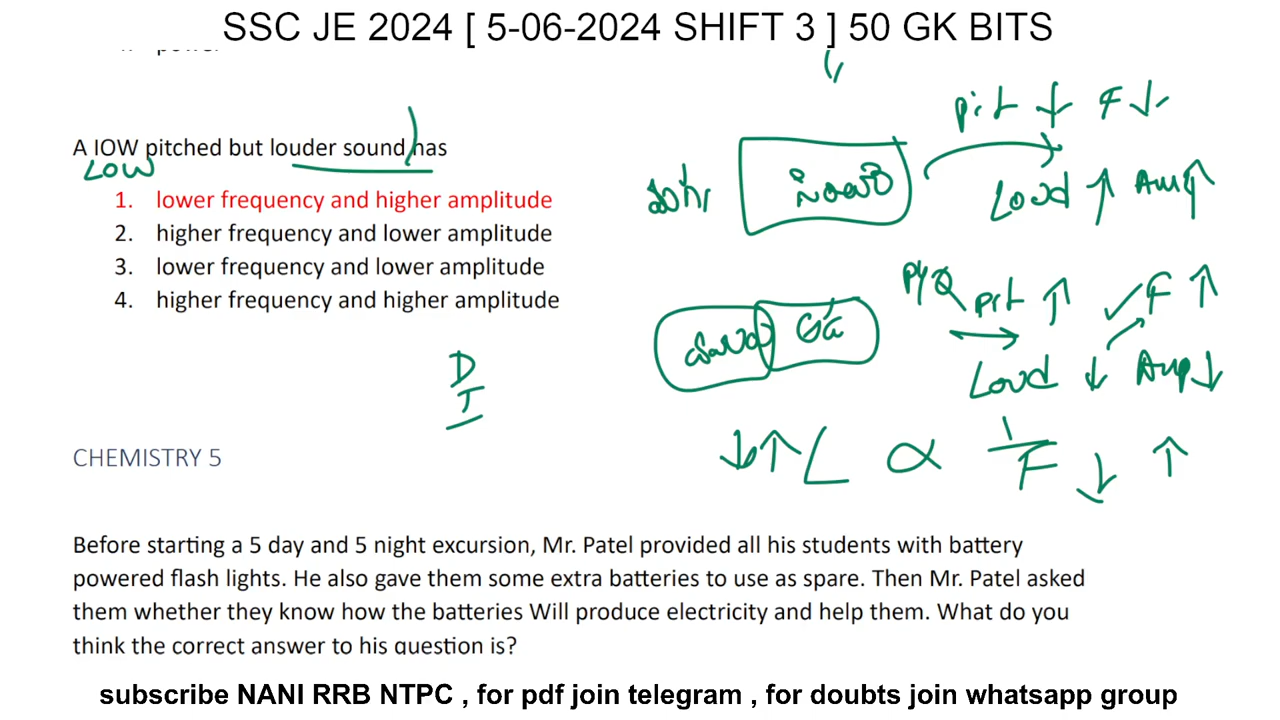 SSC JE 2024 [ 5-06-2024 SHIFT 3 ] 50 GK BITS
power
A IOW pitched but louder sound has
LOW
1. lower frequency and higher amplitude
2. higher frequency and lower amplitude
3. lower frequency and lower amplitude
4. higher frequency and higher amplitude
pit ↓ F↓
Loud ↑ Am↑
PYQ
pit ↑ ✓F ↑
Loud ↓ Amp↓
D
I
↓↑ L ∝ 1/F ↓ ↑
CHEMISTRY 5
Before starting a 5 day and 5 night excursion, Mr. Patel provided all his students with battery
powered flash lights. He also gave them some extra batteries to use as spare. Then Mr. Patel asked
them whether they know how the batteries Will produce electricity and help them. What do you
think the correct answer to his question is?
subscribe NANI RRB NTPC , for pdf join telegram , for doubts join whatsapp group